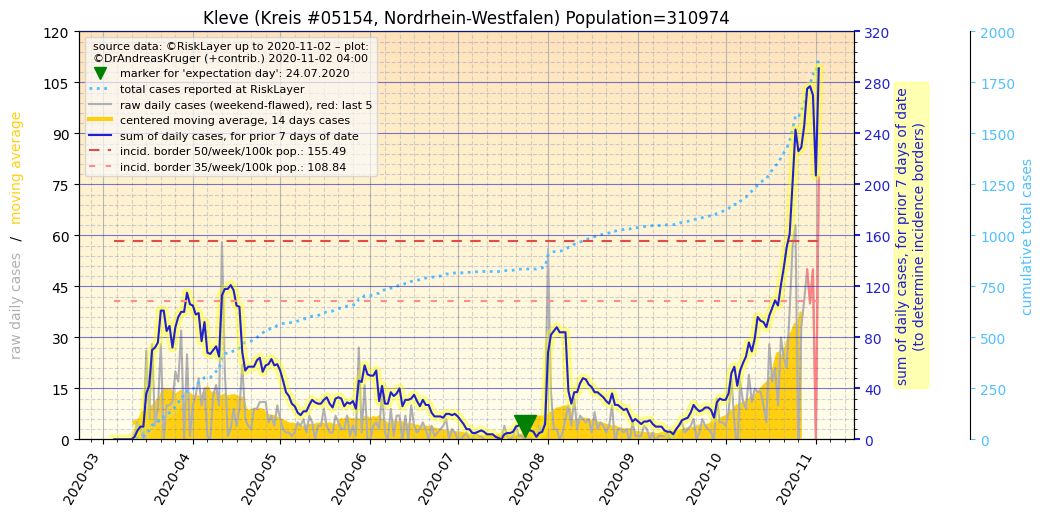 Kleve (Kreis #05154, Nordrhein-Westfalen) Population=310974
source data: ©RiskLayer up to 2020-11-02 – plot:
©DrAndreasKruger (+contrib.) 2020-11-02 04:00
marker for 'expectation day': 24.07.2020
total cases reported at RiskLayer
raw daily cases (weekend-flawed), red: last 5
centered moving average, 14 days cases
sum of daily cases, for prior 7 days of date
incid. border 50/week/100k pop.: 155.49
incid. border 35/week/100k pop.: 108.84
raw daily cases / moving average
120
105
90
75
60
45
30
15
0
320
280
240
200
160
120
80
40
0
sum of daily cases, for prior 7 days of date
(to determine incidence borders)
2000
1750
1500
1250
1000
750
500
250
0
cumulative total cases
2020-03
2020-04
2020-05
2020-06
2020-07
2020-08
2020-09
2020-10
2020-11